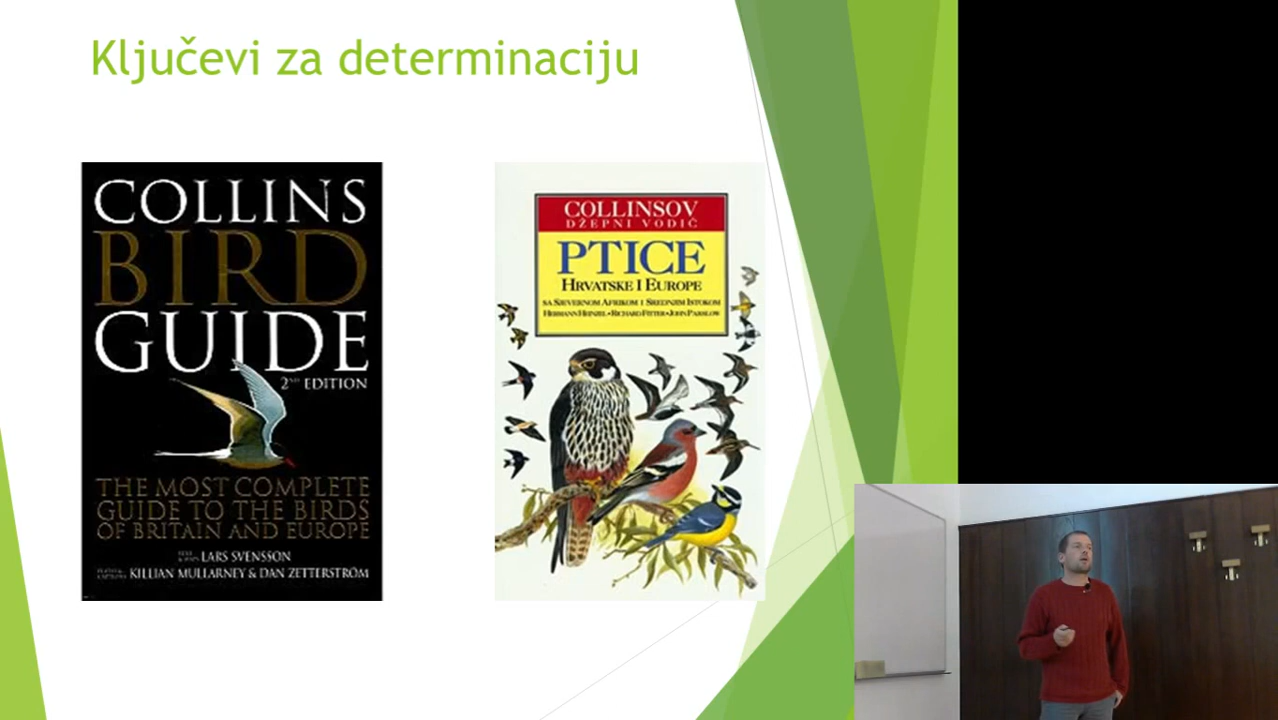 Ključevi za determinaciju
COLLINS
BIRD
GUIDE
2ND EDITION
THE MOST COMPLETE
GUIDE TO THE BIRDS
OF BRITAIN AND EUROPE
LARS SVENSSON
KILLIAN MULLARNEY & DAN ZETTERSTRÖM
COLLINSOV
DŽEPNI VODIČ
PTICE
HRVATSKE I EUROPE
SA SJEVERNOM AFRIKOM I SREDNJIM ISTOKOM
HERMANN HEINZEL • RICHARD FITTER • JOHN PARSLOW